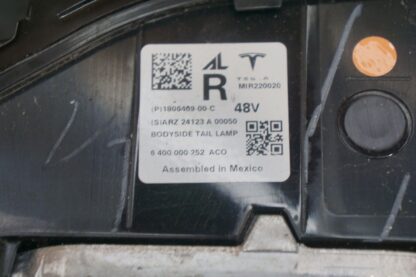 AL
R
TESLA
MIR220020
(P)1806469-00-C 48V
(S)ARZ 24123 A 00050
BODYSIDE TAIL LAMP
6 400 000 252 ACO
Assembled in Mexico